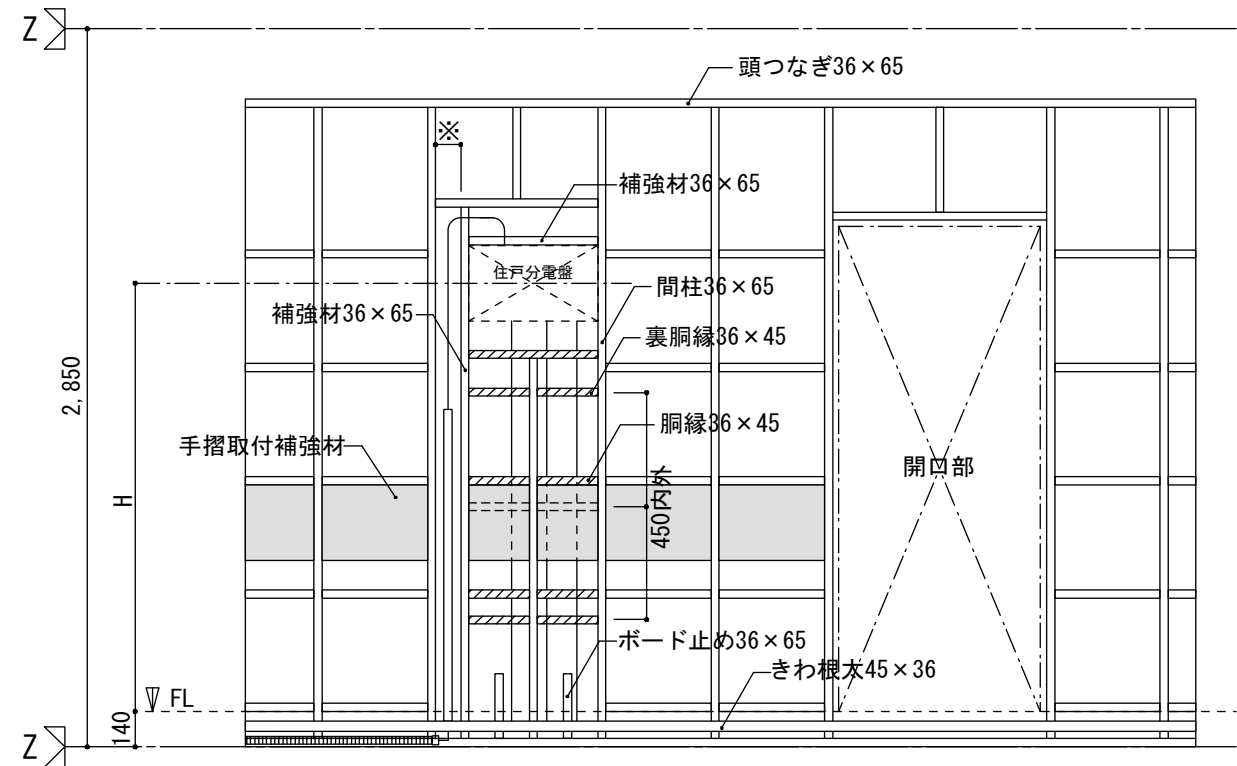 Z
頭つなぎ36×65
※
補強材36×65
住戸分電盤
間柱36×65
補強材36×65
裏胴縁36×45
2,850
胴縁36×45
手摺取付補強材
開口部
H
450内外
ボード止め36×65
きわ根太45×36
FL
140
Z